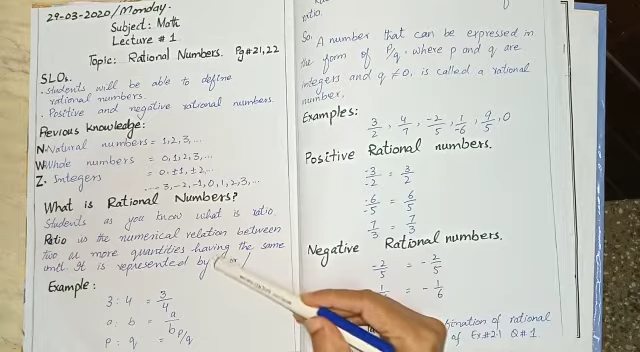 29-03-2020/Monday.
Subject: Math
Lecture # 1
Topic: Rational Numbers. Pg#21,22
SLOs.
. Students will be able to define
rational numbers.
. Positive and negative rational numbers.
Pevious knowledge:
N. Natural numbers = 1,2,3,...
W. Whole numbers = 0,1,2,3,...
Z. Integers = 0,±1,±2,...
...-3,-2,-1,0,1,2,3,...
What is Rational Numbers?
Students as you know what is ratio.
Ratio is the numerical relation between
two or more quantities having the same
unit. It is represented by : or /
Example:
3 : 4 = 3/4
a : b = a/b
p : q = p/q
ratio.
So, A number that can be expressed in
the form of p/q, where p and q are
integers and q ≠ 0, is called a rational
number.
Examples:
3/2, 4/7, -2/5, 1/-6, 9/5, 0
Positive Rational numbers.
-3/-2 = 3/2
-6/-5 = 6/5
7/3 = 7/3
Negative Rational numbers.
-2/5 = -2/5
= -1/6
of rational
of Ex#2.1 Q#1